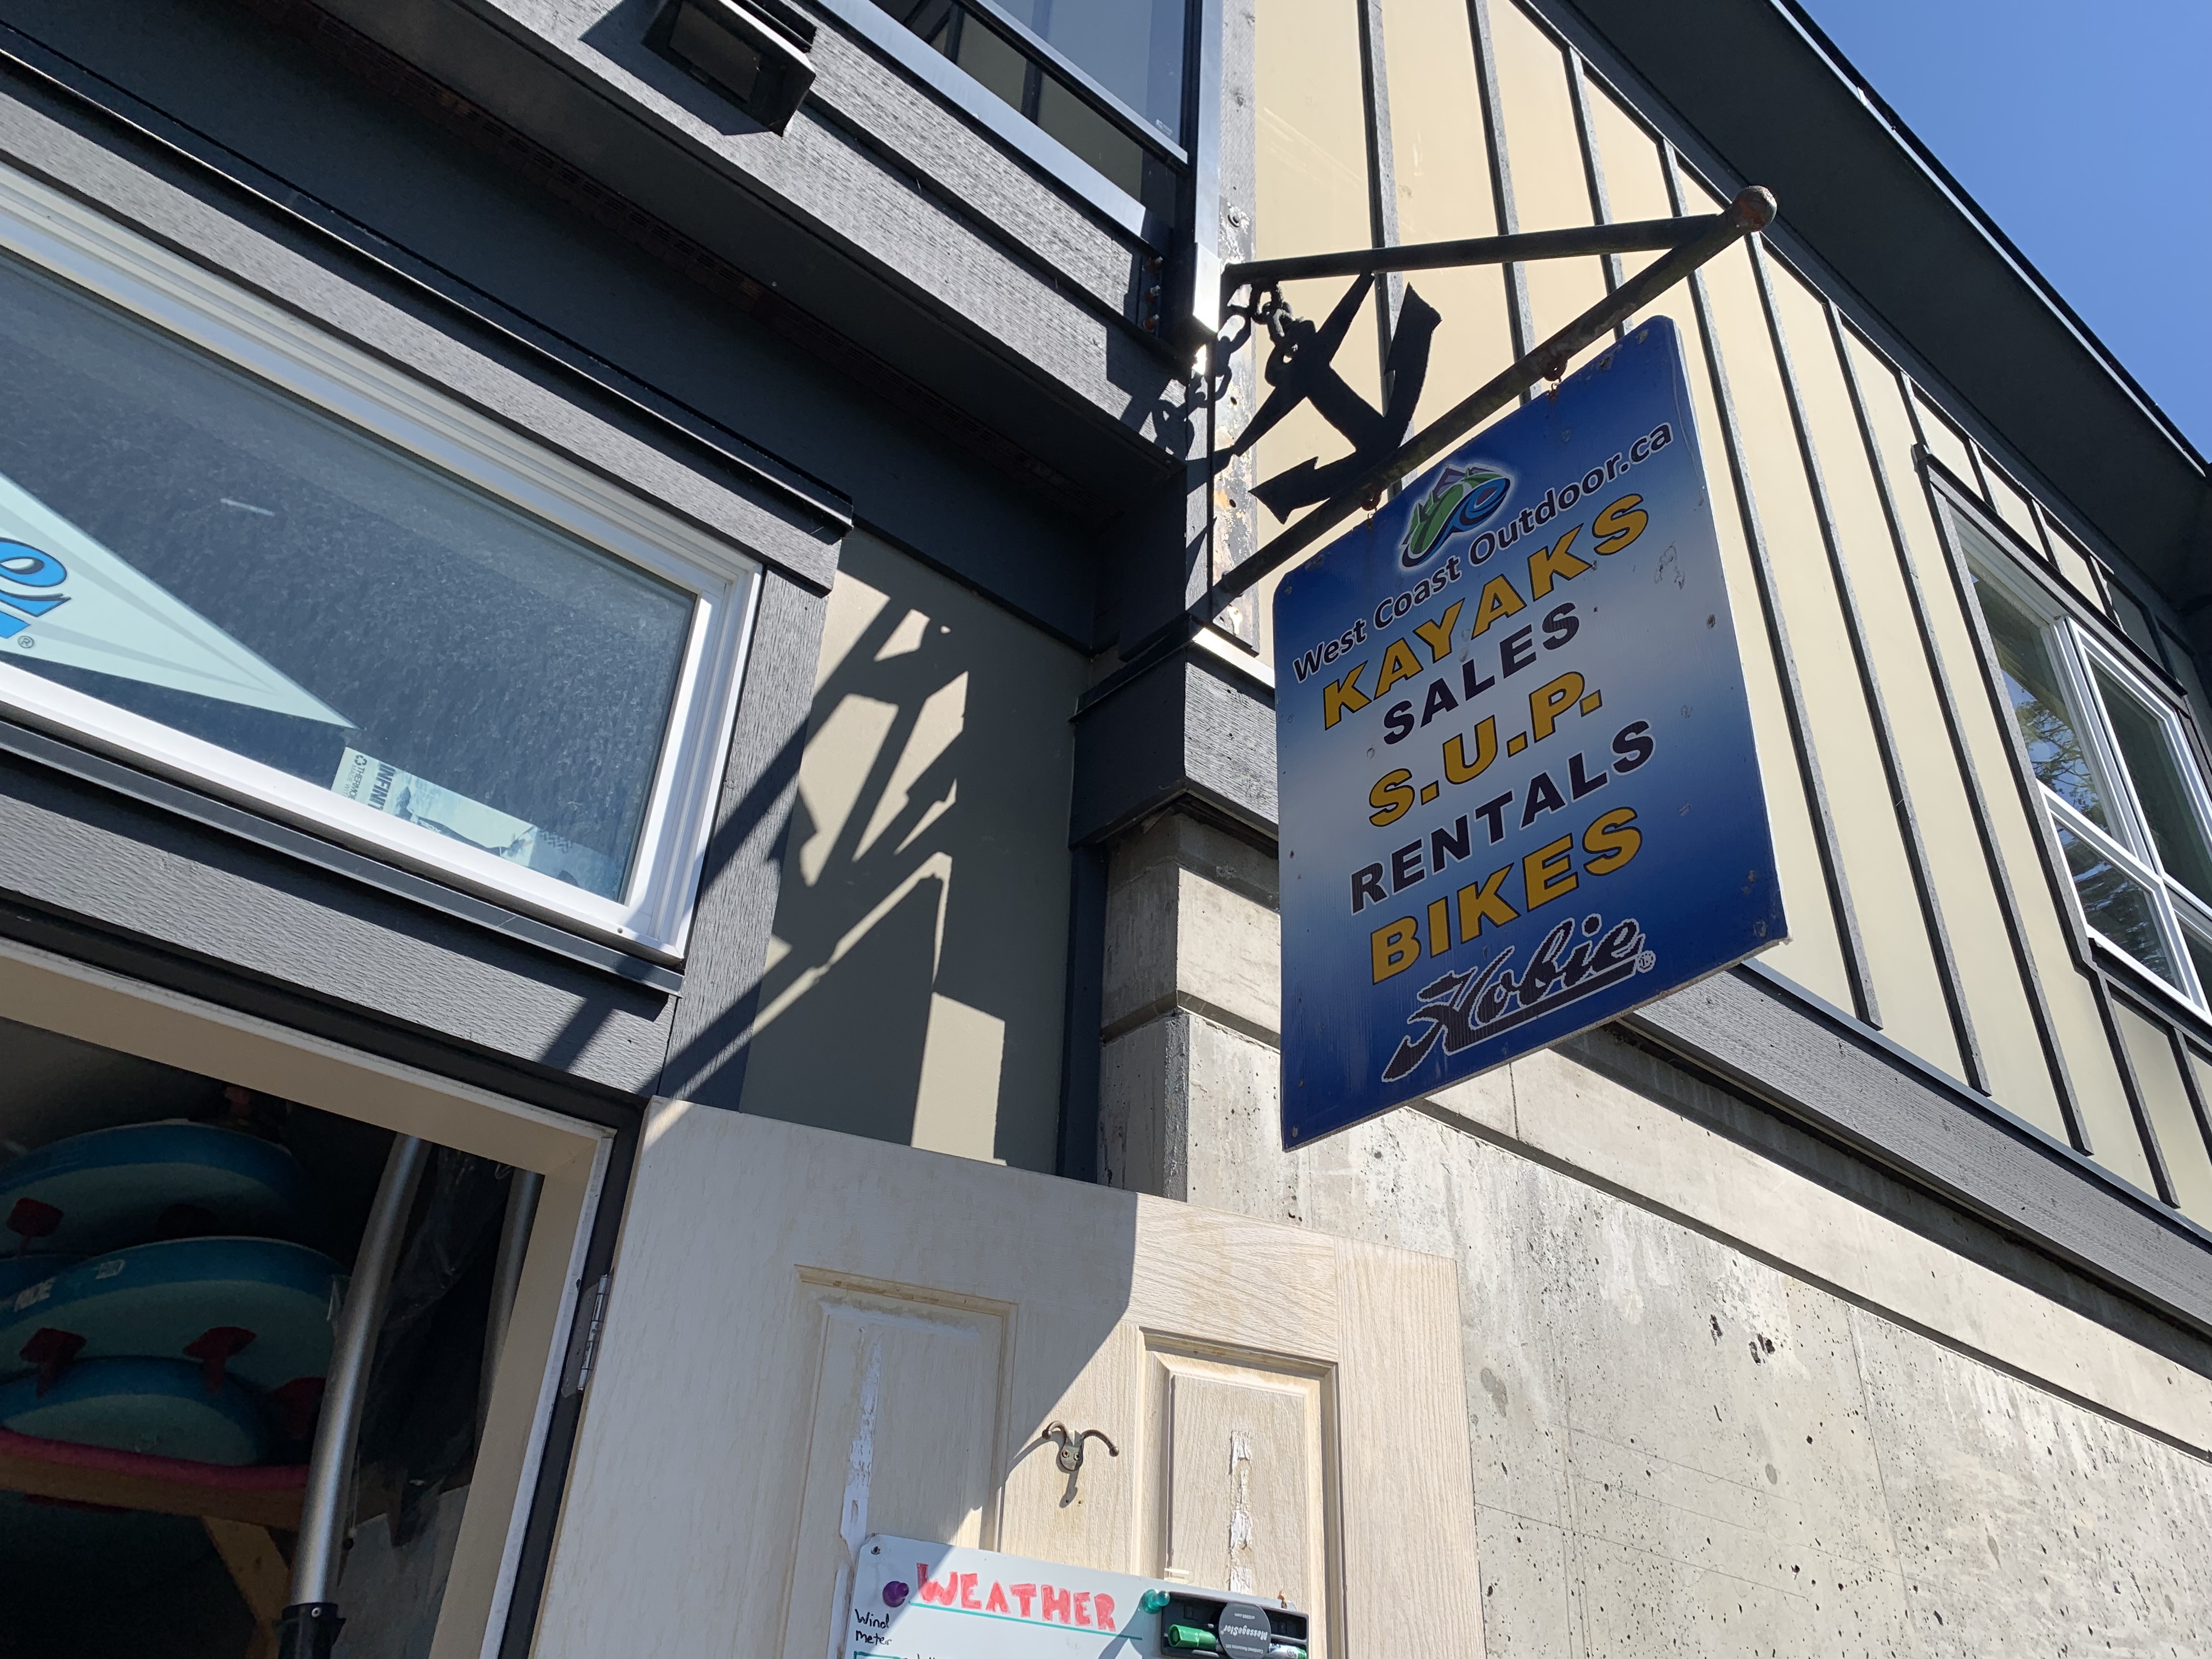 West Coast Outdoor.ca
KAYAKS
SALES
S.U.P.
RENTALS
BIKES
Hobie®
WEATHER
Wind
meter